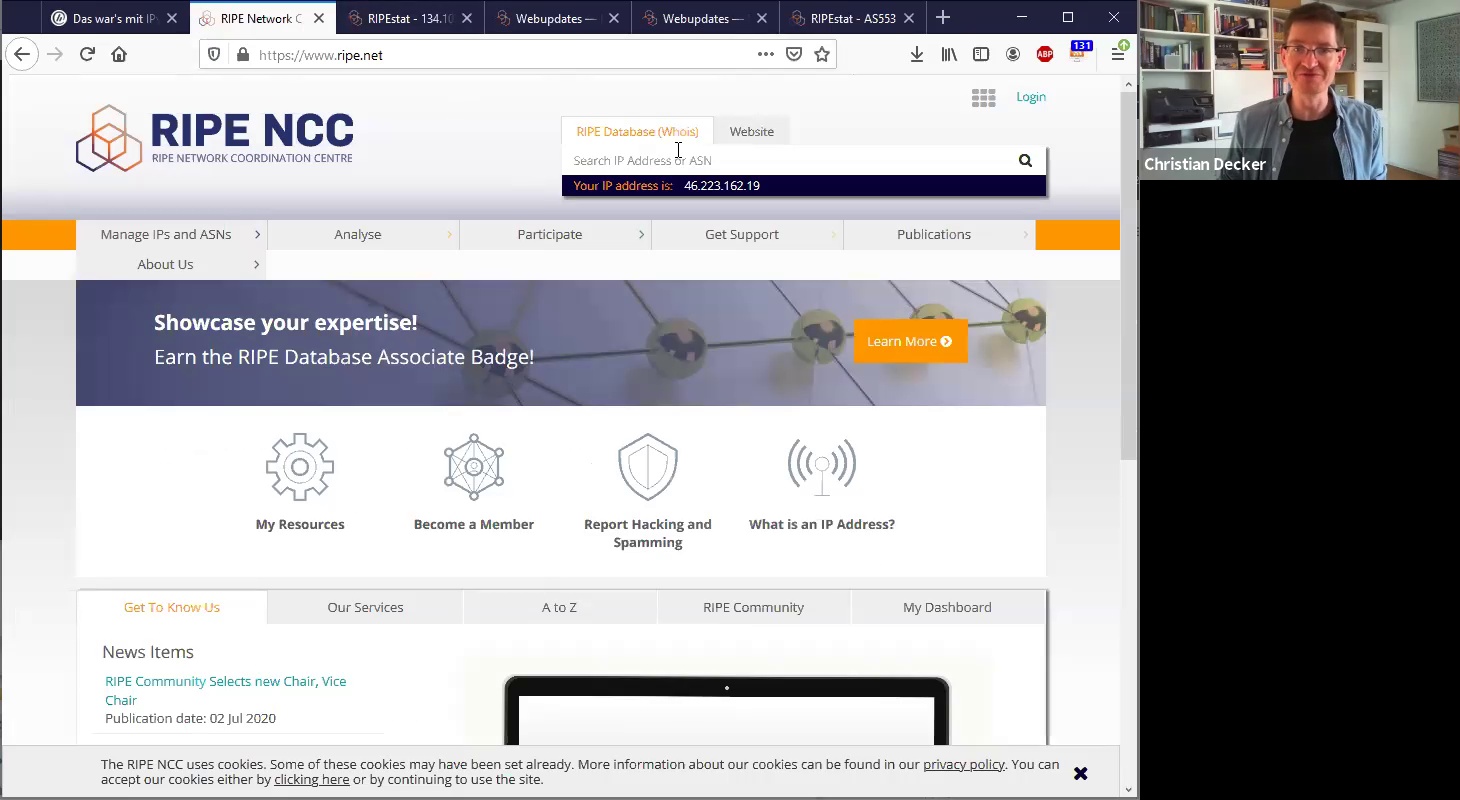 Das war's mit IP
RIPE Network C
RIPEstat - 134.10
Webupdates —
Webupdates —
RIPEstat - AS553
https://www.ripe.net
ABP
131
Login
RIPE NCC
RIPE NETWORK COORDINATION CENTRE
RIPE Database (Whois)
Website
Search IP Address or ASN
Your IP address is: 46.223.162.19
Christian Decker
Manage IPs and ASNs
Analyse
Participate
Get Support
Publications
About Us
Showcase your expertise!
Earn the RIPE Database Associate Badge!
Learn More
My Resources
Become a Member
Report Hacking and
Spamming
What is an IP Address?
Get To Know Us
Our Services
A to Z
RIPE Community
My Dashboard
News Items
RIPE Community Selects new Chair, Vice
Chair
Publication date: 02 Jul 2020
The RIPE NCC uses cookies. Some of these cookies may have been set already. More information about our cookies can be found in our privacy policy. You can
accept our cookies either by clicking here or by continuing to use the site.